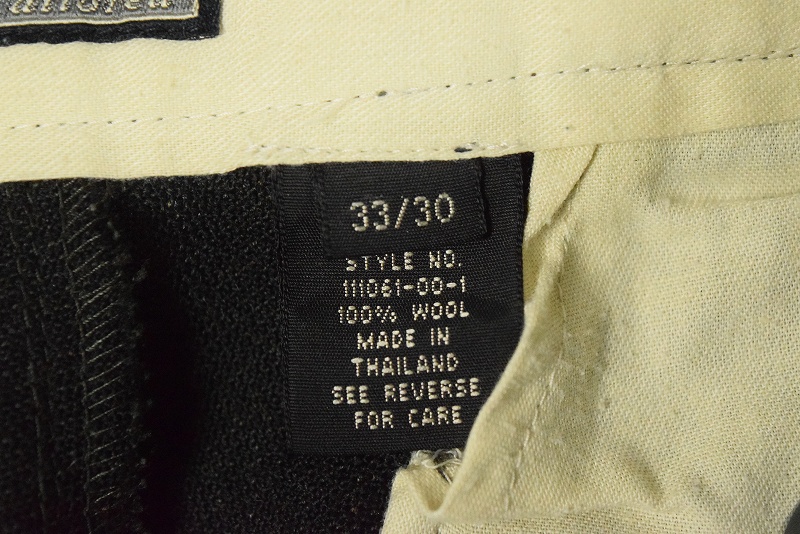 33/30
STYLE NO.
111061-00-1
100% WOOL
MADE IN
THAILAND
SEE REVERSE
FOR CARE